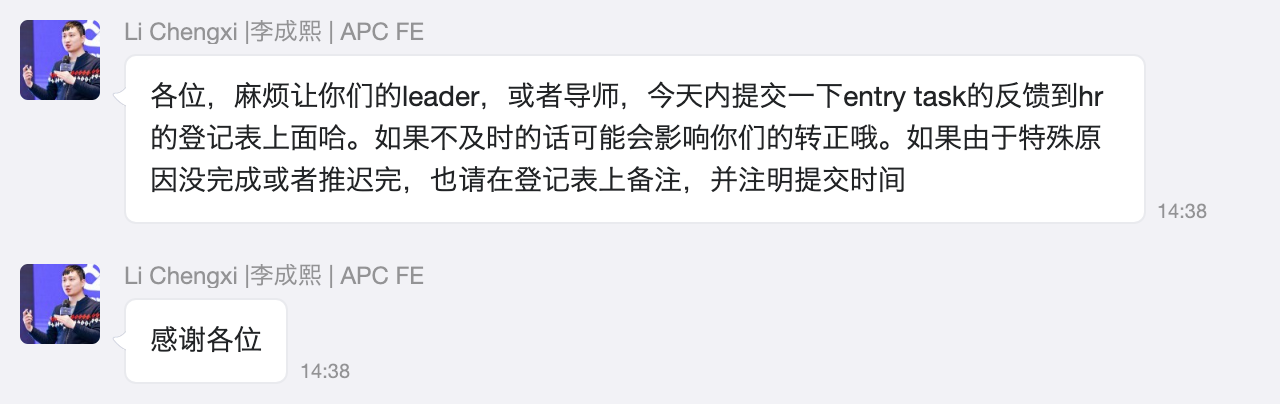 Li Chengxi |李成熙 | APC FE
各位，麻烦让你们的leader，或者导师，今天内提交一下entry task的反馈到hr
的登记表上面哈。如果不及时的话可能会影响你们的转正哦。如果由于特殊原
因没完成或者推迟完，也请在登记表上备注，并注明提交时间
14:38
Li Chengxi |李成熙 | APC FE
感谢各位
14:38